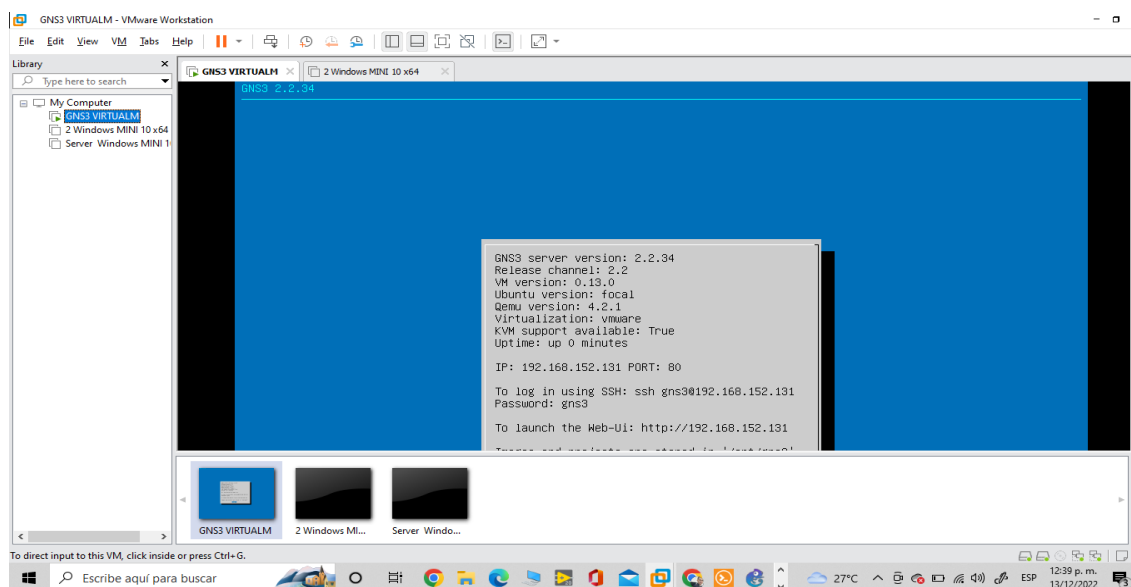 GNS3 VIRTUALM - VMware Workstation
File Edit View VM Tabs Help
Library
Type here to search
My Computer
GNS3 VIRTUALM
2 Windows MINI 10 x64
Server Windows MINI 1
GNS3 VIRTUALM
2 Windows MINI 10 x64
GNS3 2.2.34
GNS3 server version: 2.2.34
Release channel: 2.2
VM version: 0.13.0
Ubuntu version: focal
Qemu version: 4.2.1
Virtualization: vmware
KVM support available: True
Uptime: up 0 minutes
IP: 192.168.152.131 PORT: 80
To log in using SSH: ssh gns3@192.168.152.131
Password: gns3
To launch the Web-Ui: http://192.168.152.131
GNS3 VIRTUALM
2 Windows MI...
Server Windo...
To direct input to this VM, click inside or press Ctrl+G.
Escribe aquí para buscar
27°C
ESP
12:39 p. m.
13/12/2022